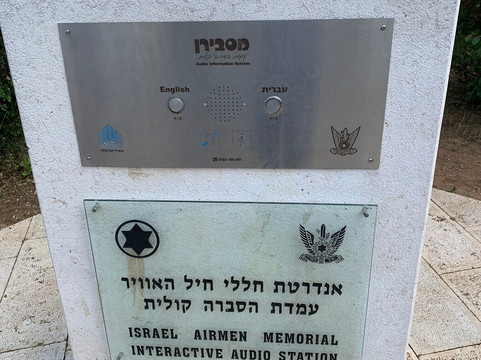 מסבירן
Audio Information System
English
עברית
אנדרטת חללי חיל האוויר
עמדת הסברה קולית
ISRAEL AIRMEN MEMORIAL
INTERACTIVE AUDIO STATION